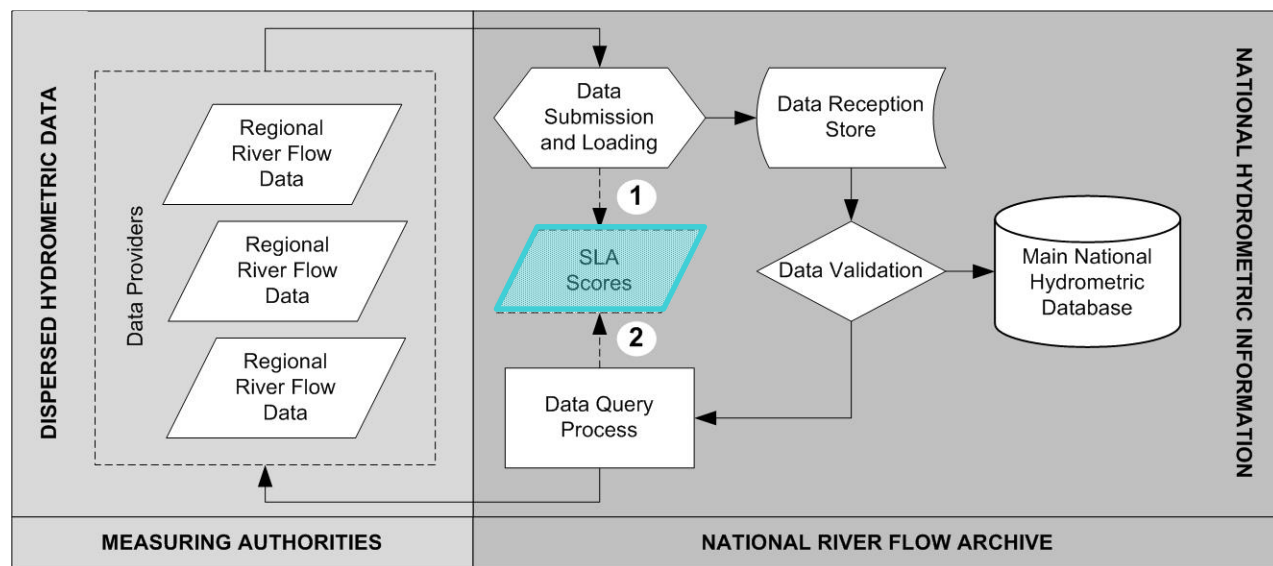 DISPERSED HYDROMETRIC DATA
Data Providers
Regional
River Flow
Data
Regional
River Flow
Data
Regional
River Flow
Data
MEASURING AUTHORITIES
Data
Submission
and Loading
Data Reception
Store
1
SLA
Scores
2
Data Validation
Main National
Hydrometric
Database
Data Query
Process
NATIONAL HYDROMETRIC INFORMATION
NATIONAL RIVER FLOW ARCHIVE